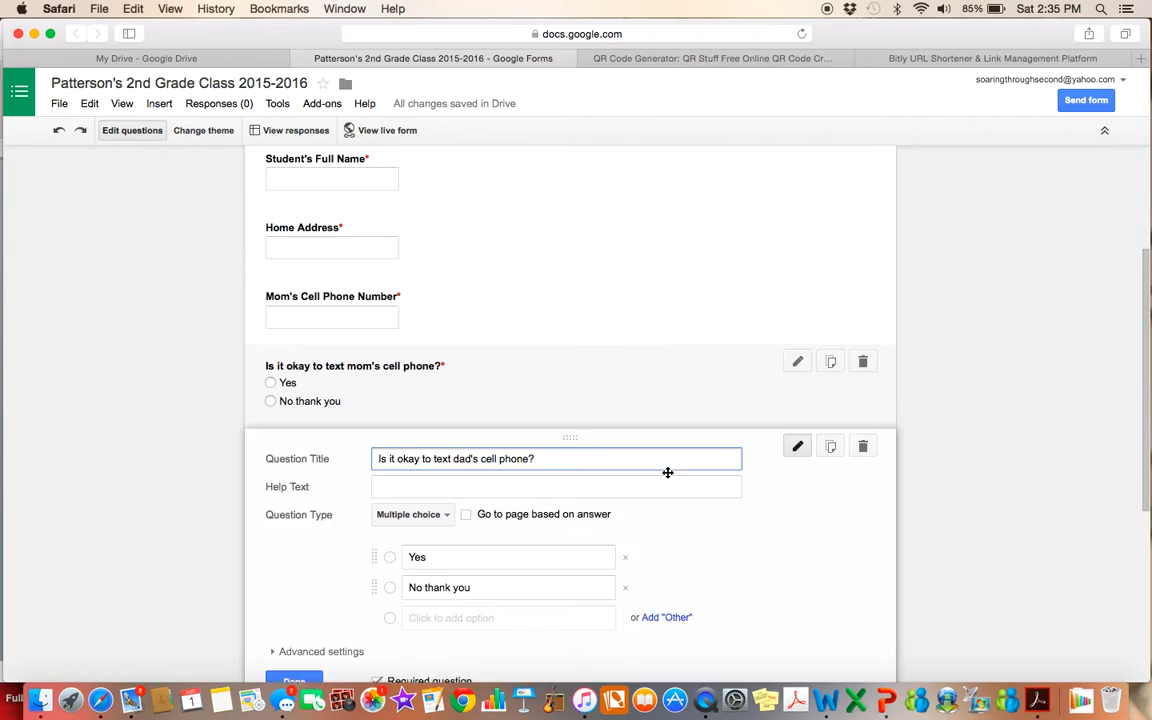 Safari File Edit View History Bookmarks Window Help 85% Sat 2:35 PM
docs.google.com
My Drive - Google Drive Patterson's 2nd Grade Class 2015-2016 - Google Forms QR Code Generator: QR Stuff Free Online QR Code Cr... Bitly URL Shortener & Link Management Platform
Patterson's 2nd Grade Class 2015-2016 soaringthroughsecond@yahoo.com
File Edit View Insert Responses (0) Tools Add-ons Help All changes saved in Drive Send form
Edit questions Change theme View responses View live form
Student's Full Name*
Home Address*
Mom's Cell Phone Number*
Is it okay to text mom's cell phone?*
Yes
No thank you
Question Title Is it okay to text dad's cell phone?
Help Text
Question Type Multiple choice Go to page based on answer
Yes
No thank you
Click to add option or Add "Other"
Advanced settings
Done Required question